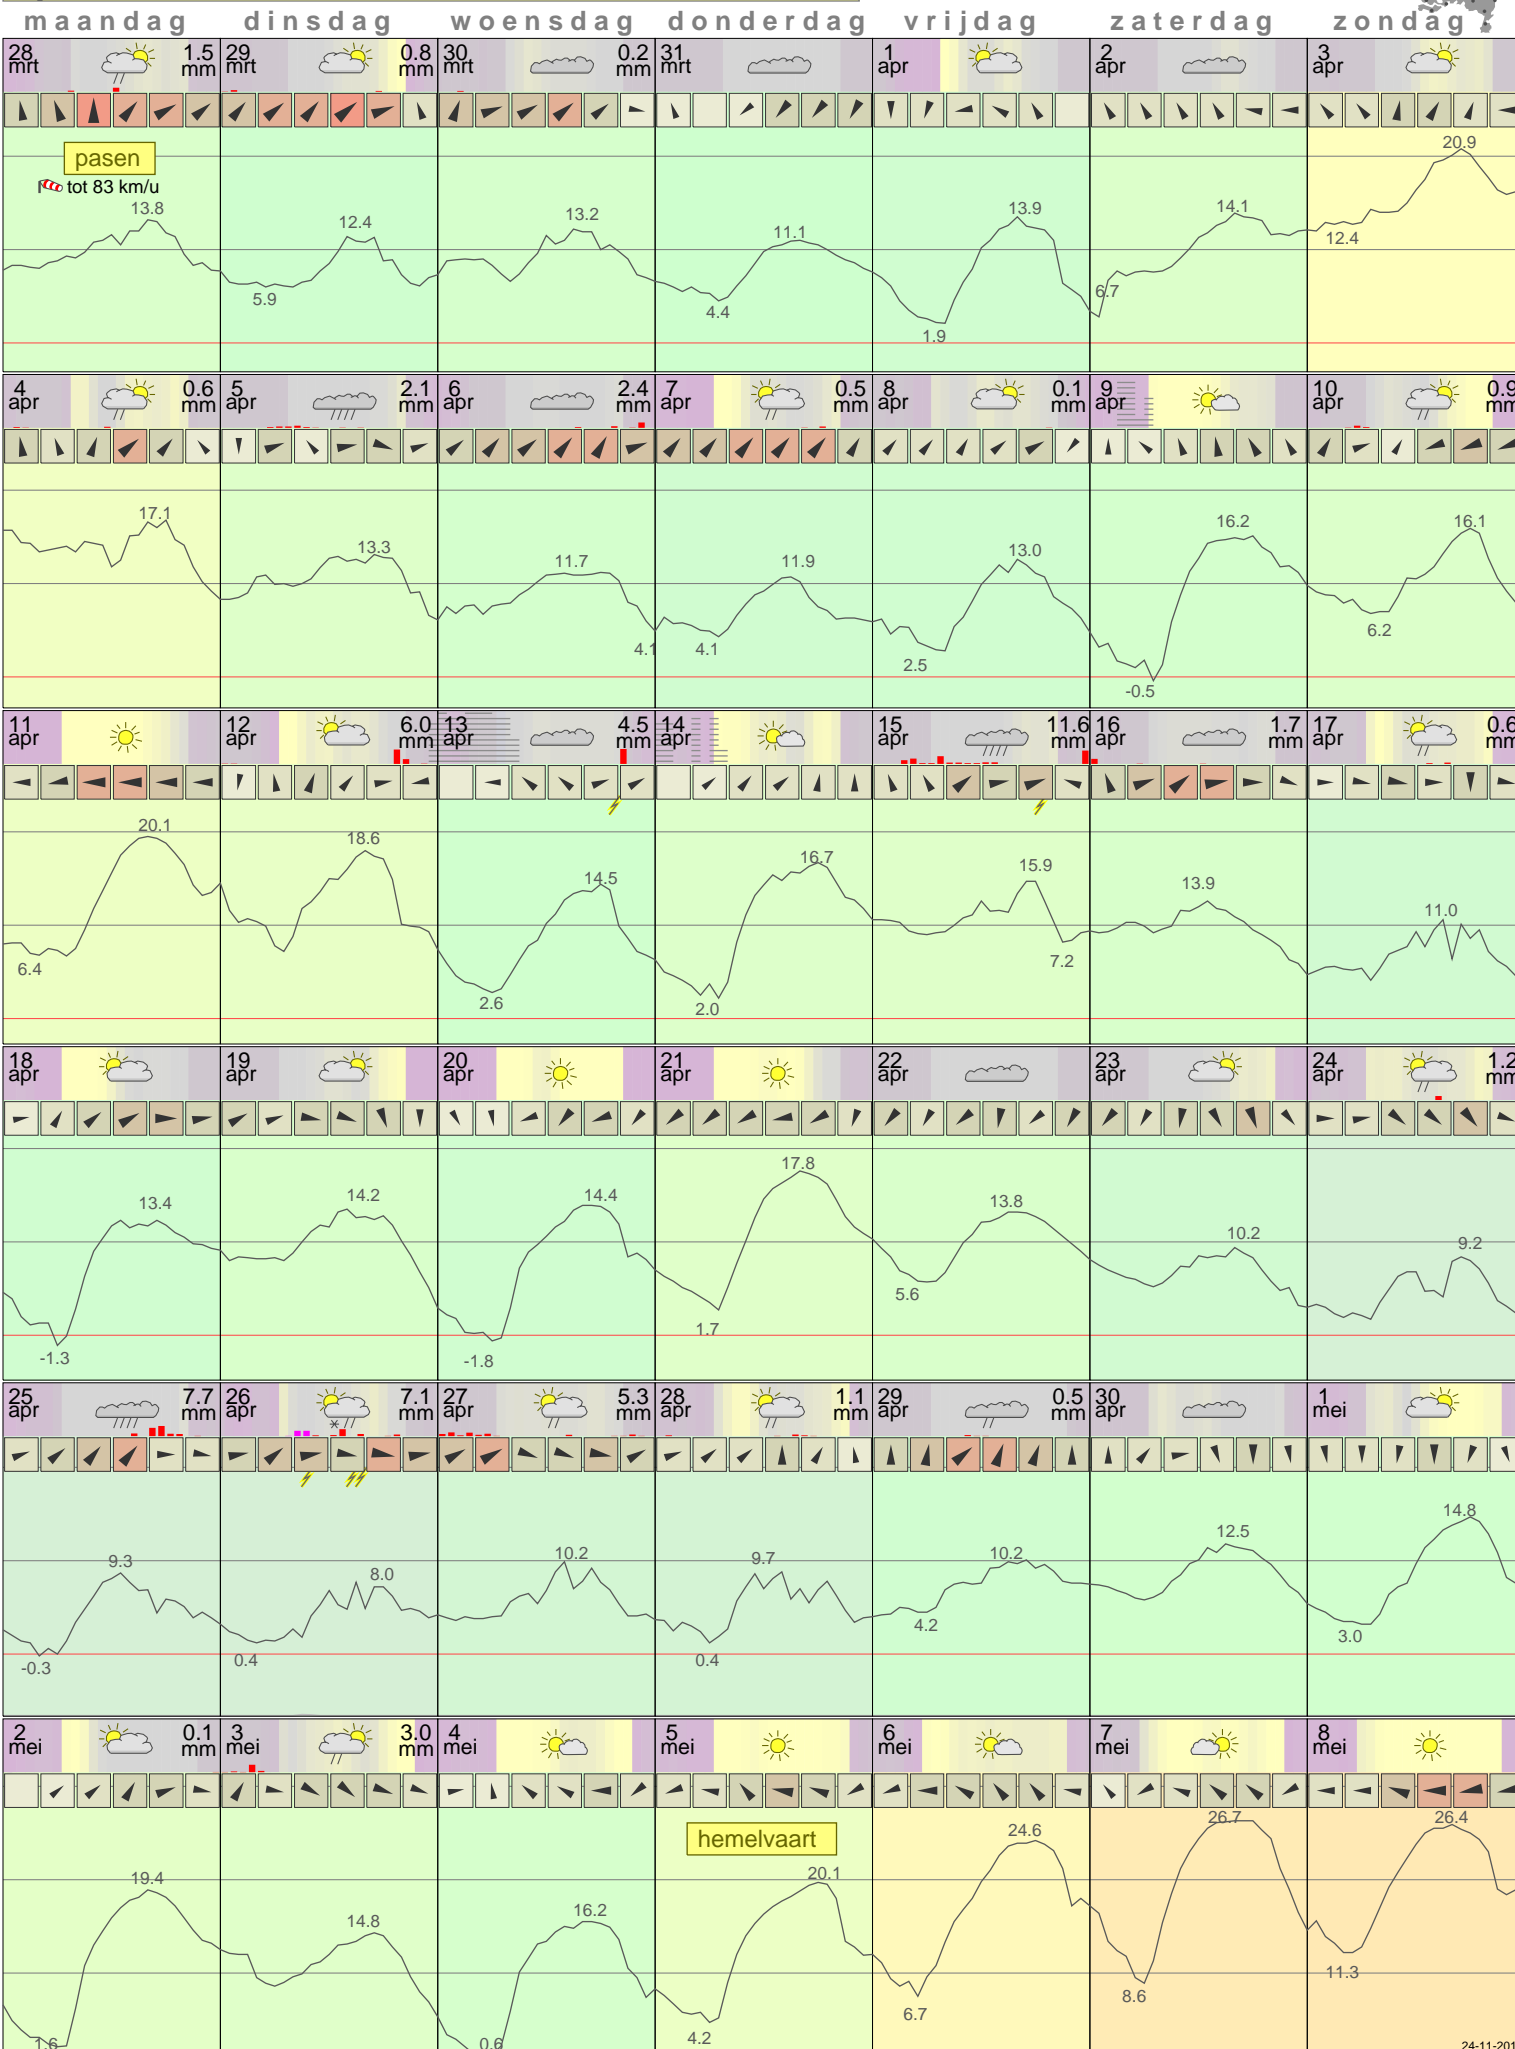 maandag dinsdag woensdag donderdag vrijdag zaterdag zondag
28 mrt 1.5 mm 29 mrt 0.8 mm 30 mrt 0.2 mm 31 mrt 1 apr 2 apr 3 apr
pasen
tot 83 km/u
13.8 5.9 12.4 13.2 4.4 11.1 1.9 13.9 6.7 14.1 12.4 20.9
4 apr 0.6 mm 5 apr 2.1 mm 6 apr 2.4 mm 7 apr 0.5 mm 8 apr 0.1 mm 9 apr 10 apr 0.9 mm
17.1 13.3 11.7 4.1 4.1 11.9 2.5 13.0 -0.5 16.2 6.2 16.1
11 apr 12 apr 6.0 mm 13 apr 4.5 mm 14 apr 15 apr 11.6 mm 16 apr 1.7 mm 17 apr 0.6 mm
6.4 20.1 18.6 2.6 14.5 2.0 16.7 15.9 7.2 13.9 11.0
18 apr 19 apr 20 apr 21 apr 22 apr 23 apr 24 apr 1.2 mm
-1.3 13.4 14.2 -1.8 14.4 1.7 17.8 5.6 13.8 10.2 9.2
25 apr 7.7 mm 26 apr 7.1 mm 27 apr 5.3 mm 28 apr 1.1 mm 29 apr 0.5 mm 30 apr 1 mei
-0.3 9.3 0.4 8.0 10.2 0.4 9.7 4.2 10.2 12.5 3.0 14.8
2 mei 0.1 mm 3 mei 3.0 mm 4 mei 5 mei 6 mei 7 mei 8 mei
hemelvaart
1.6 19.4 14.8 0.6 16.2 4.2 20.1 6.7 24.6 8.6 26.7 11.3 26.4
24-11-201